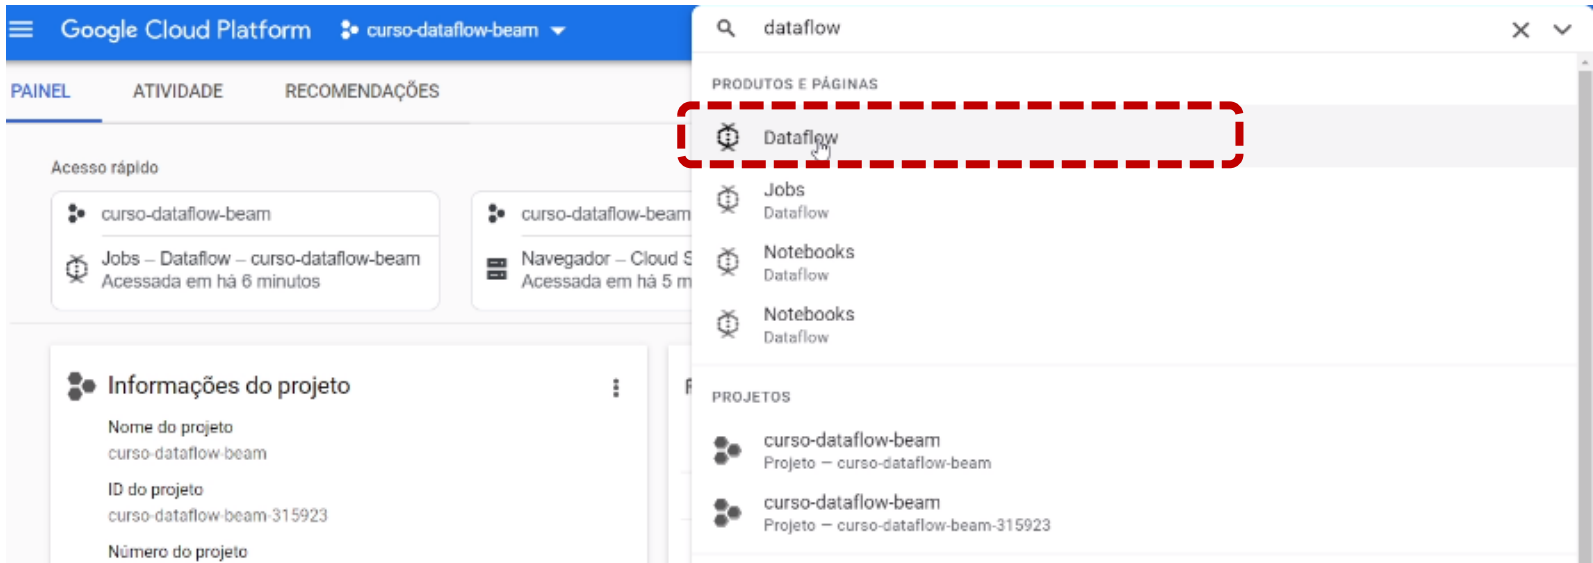 Google Cloud Platform
curso-dataflow-beam
dataflow
PAINEL
ATIVIDADE
RECOMENDAÇÕES
Acesso rápido
curso-dataflow-beam
Jobs – Dataflow – curso-dataflow-beam
Acessada em há 6 minutos
curso-dataflow-beam
Navegador – Cloud S
Acessada em há 5 m
Informações do projeto
Nome do projeto
curso-dataflow-beam
ID do projeto
curso-dataflow-beam-315923
Número do projeto
PRODUTOS E PÁGINAS
Dataflow
Jobs
Dataflow
Notebooks
Dataflow
Notebooks
Dataflow
PROJETOS
curso-dataflow-beam
Projeto — curso-dataflow-beam
curso-dataflow-beam
Projeto — curso-dataflow-beam-315923